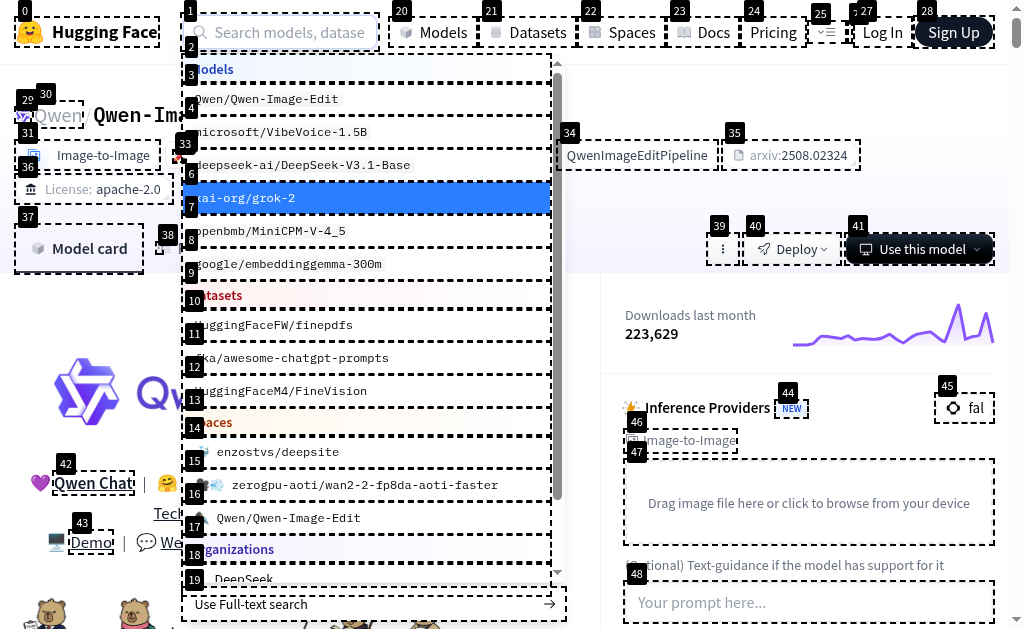 0 1 20 21 22 23 24 25 27 28
Hugging Face
Search models, datase
Models
Datasets
Spaces
Docs
Pricing
Log In
Sign Up
2
3
Models
29 30
Qwen/Qwen-Ima
4
Qwen/Qwen-Image-Edit
31
Image-to-Image
33
microsoft/VibeVoice-1.5B
34
QwenImageEditPipeline
35
arxiv:2508.02324
36
License: apache-2.0
6
deepseek-ai/DeepSeek-V3.1-Base
7
xai-org/grok-2
37
Model card
38
8
openbmb/MiniCPM-V-4_5
39
40
Deploy
41
Use this model
9
google/embeddinggemma-300m
10
Datasets
11
HuggingFaceFW/finepdfs
12
fka/awesome-chatgpt-prompts
13
HuggingFaceM4/FineVision
14
Spaces
15
enzostvs/deepsite
16
zerogpu-aoti/wan2-2-fp8da-aoti-faster
17
Qwen/Qwen-Image-Edit
18
Organizations
19
DeepSeek
Use Full-text search
Downloads last month
223,629
Qw
44
45
Inference Providers NEW
fal
46
Image-to-Image
47
Drag image file here or click to browse from your device
42
Qwen Chat |
Tech
43
Demo |
We
(Optional) Text-guidance if the model has support for it
48
Your prompt here...